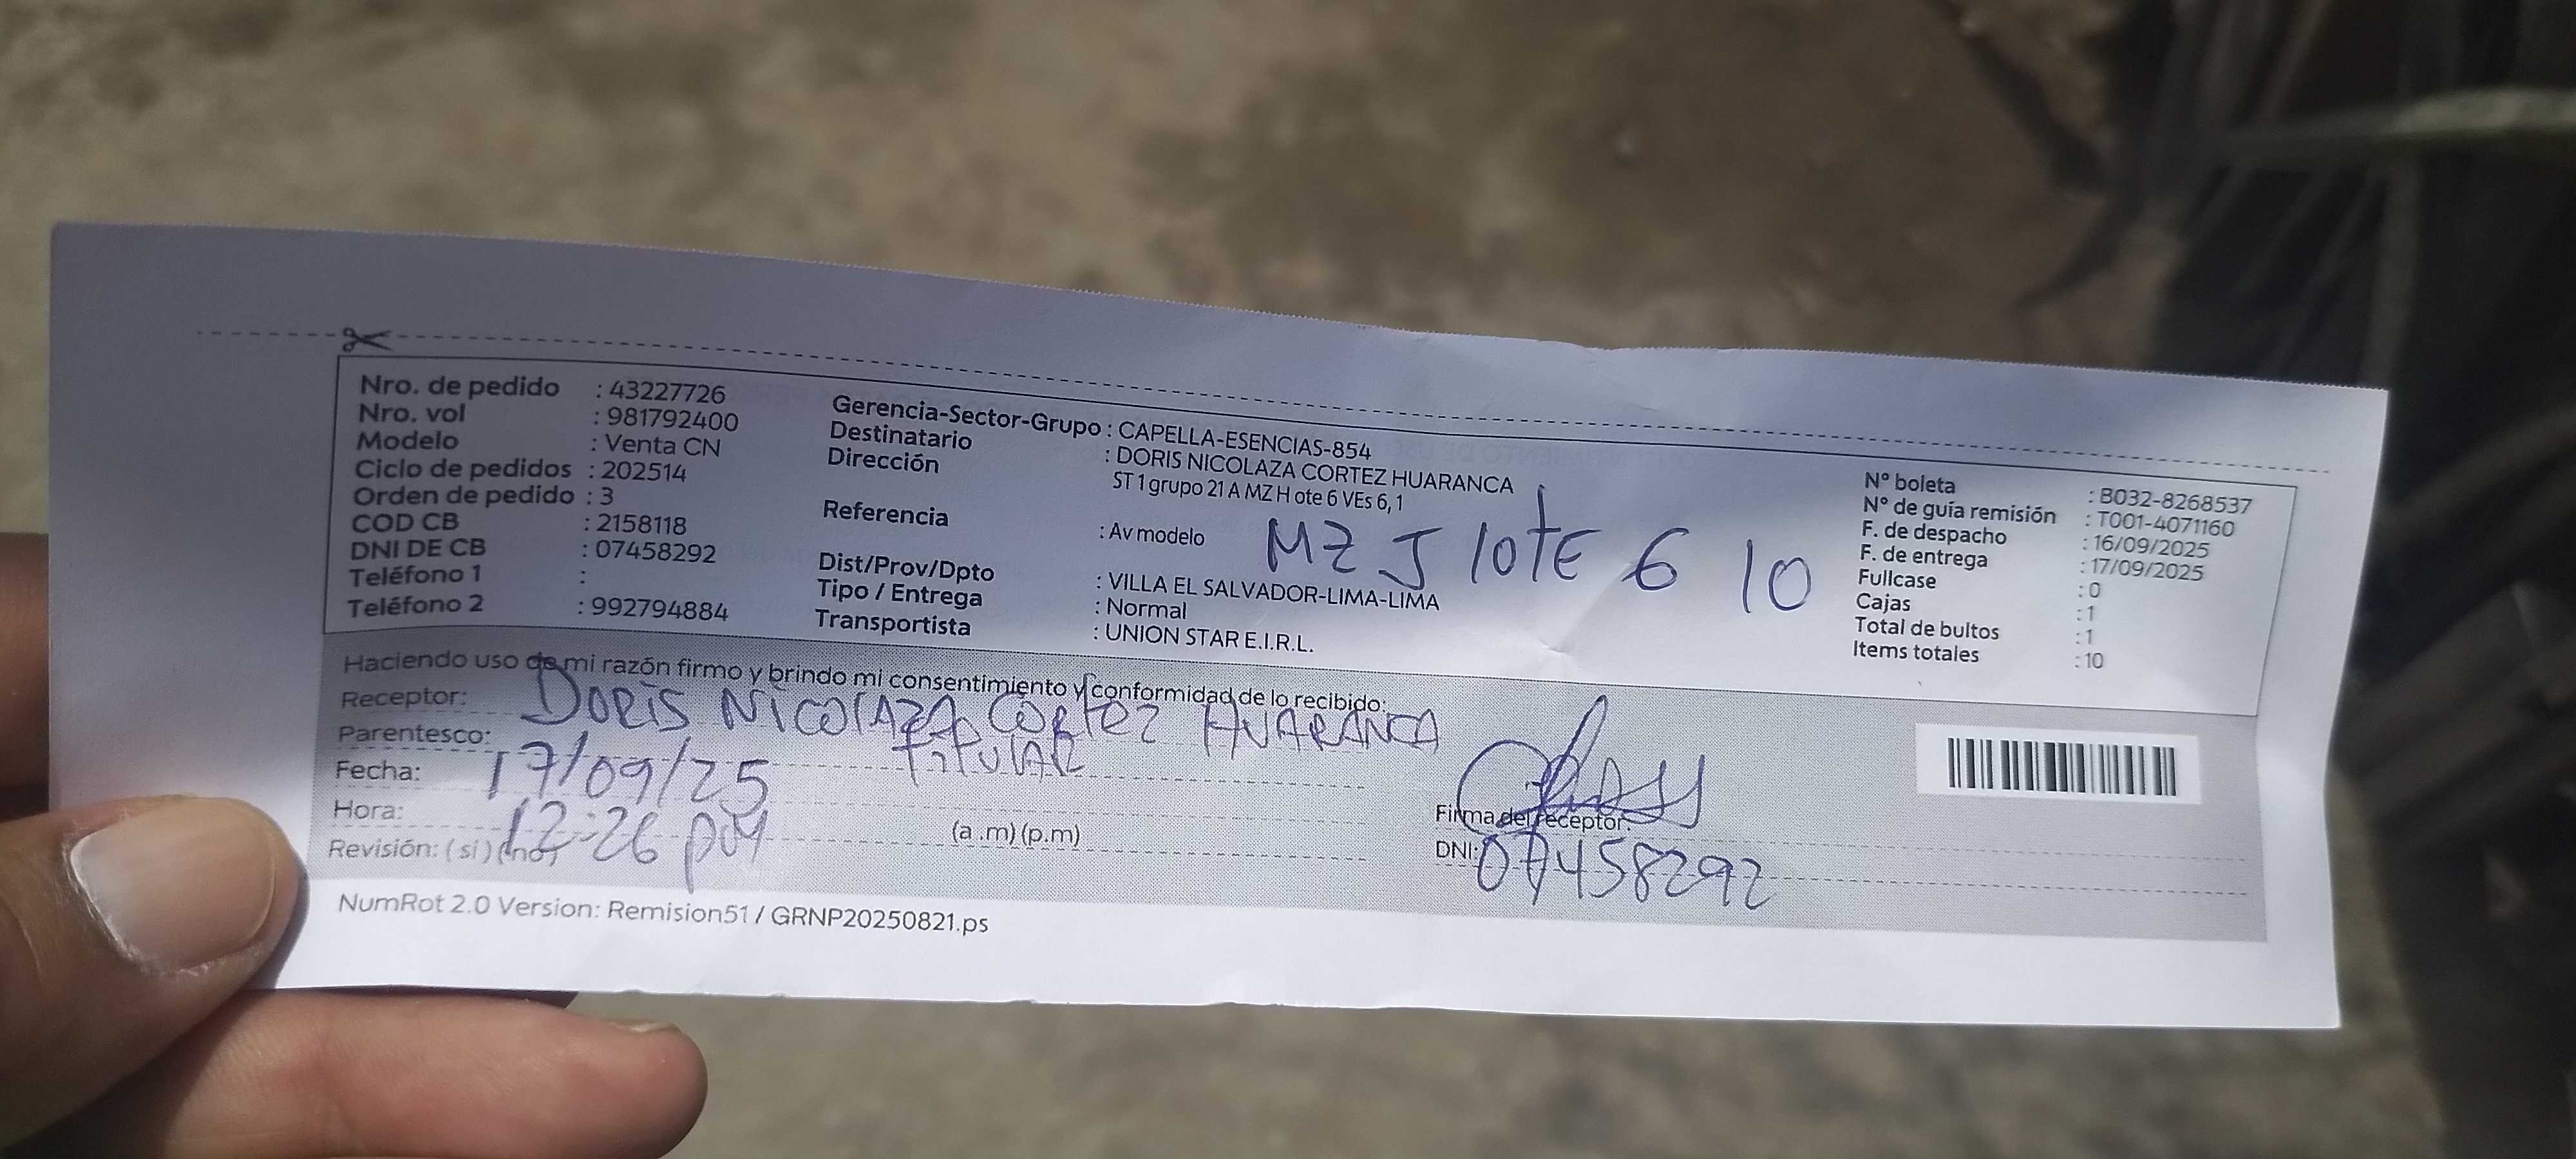 Nro. de pedido : 43227726
Nro. vol : 981792400
Modelo : Venta CN
Ciclo de pedidos : 202514
Orden de pedido : 3
COD CB : 2158118
DNI DE CB : 07458292
Teléfono 1 :
Teléfono 2 : 992794884
Gerencia-Sector-Grupo : CAPELLA-ESENCIAS-854
Destinatario : DORIS NICOLAZA CORTEZ HUARANCA
Dirección ST 1 grupo 21 A MZ H ote 6 VEs 6, 1
Referencia : Av modelo
MZ J lote 6 10
Dist/Prov/Dpto : VILLA EL SALVADOR-LIMA-LIMA
Tipo / Entrega : Normal
Transportista : UNION STAR E.I.R.L.
N° boleta : B032-8268537
N° de guía remisión : T001-4071160
F. de despacho : 16/09/2025
F. de entrega : 17/09/2025
Fullcase : 0
Cajas : 1
Total de bultos : 1
Items totales : 10
Haciendo uso de mi razón firmo y brindo mi consentimiento y conformidad de lo recibido:
Receptor: DORIS NICOLAZA CORTEZ HUARANCA
Parentesco: titular
Fecha: 17/09/25
Hora: 12:26 pm (a .m) (p.m)
Revisión: ( sí ) ( no )
Firma del receptor:
DNI: 07458292
NumRot 2.0 Version: Remision51 / GRNP20250821.ps